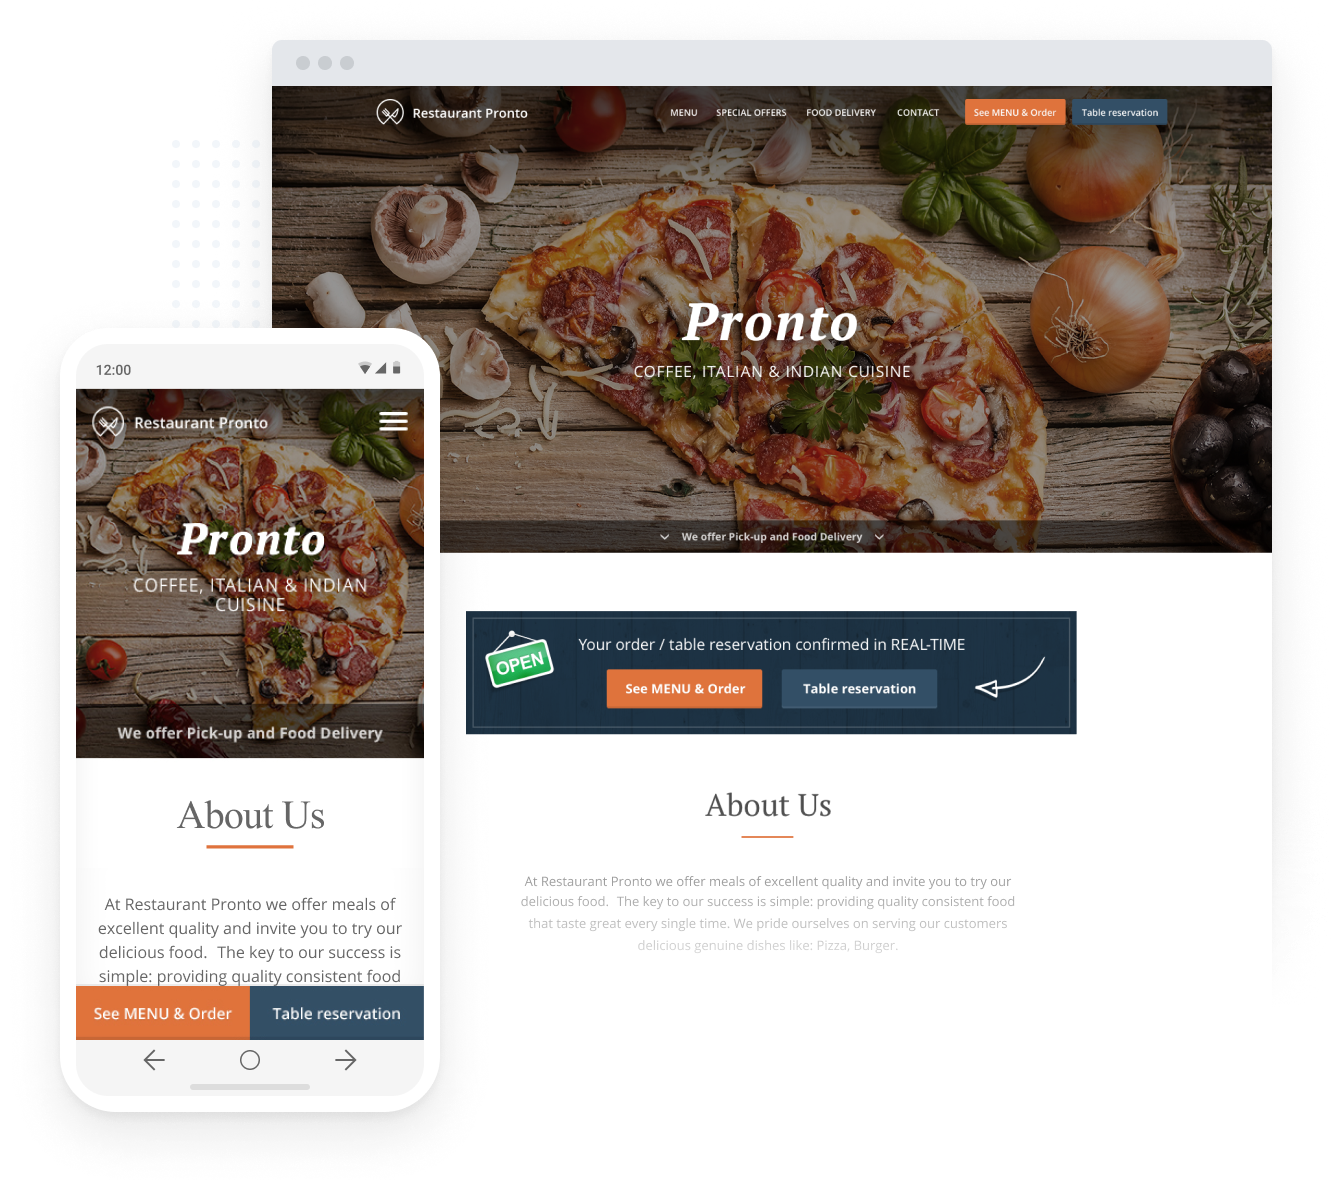 Restaurant Pronto
MENU SPECIAL OFFERS FOOD DELIVERY CONTACT See MENU & Order Table reservation
Pronto
COFFEE, ITALIAN & INDIAN CUISINE
We offer Pick-up and Food Delivery
OPEN
Your order / table reservation confirmed in REAL-TIME
See MENU & Order Table reservation
About Us
At Restaurant Pronto we offer meals of excellent quality and invite you to try our
delicious food. The key to our success is simple: providing quality consistent food
that taste great every single time. We pride ourselves on serving our customers
delicious genuine dishes like: Pizza, Burger.
12:00
Restaurant Pronto
Pronto
COFFEE, ITALIAN & INDIAN
CUISINE
We offer Pick-up and Food Delivery
About Us
At Restaurant Pronto we offer meals of
excellent quality and invite you to try our
delicious food. The key to our success is
simple: providing quality consistent food
See MENU & Order Table reservation